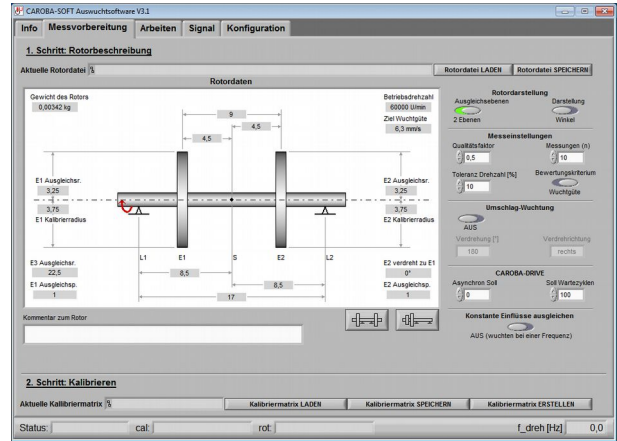 CAROBA-SOFT Auswuchtsoftware V3.1
Info Messvorbereitung Arbeiten Signal Konfiguration
1. Schritt: Rotorbeschreibung
Aktuelle Rotordatei Rotordatei LADEN Rotordatei SPEICHERN
Rotordaten
Gewicht des Rotors
0,00342 kg
Betriebsdrehzahl
60000 U/min
Ziel Wuchtgüte
6,3 mm/s
9
4,5
4,5
E1 Ausgleichsr.
3,25
3,75
E1 Kalibrierradius
E2 Ausgleichsr.
3,25
3,75
E2 Kalibrierradius
L1 E1 S E2 L2
E3 Ausgleichsr.
22,5
E1 Ausgleichsp.
1
8,5
8,5
17
E2 verdreht zu E1
0°
E2 Ausgleichsp.
1
Kommentar zum Rotor
Rotordarstellung
Ausgleichsebenen Darstellung
2 Ebenen Winkel
Messeinstellungen
Qualitätsfaktor Messungen (n)
0,5 10
Toleranz Drehzahl [%] Bewertungskriterium
10 Wuchtgüte
Umschlag-Wuchtung
AUS
Verdrehung [°] Verdrehrichtung
180 rechts
CAROBA-DRIVE
Asynchron Soll Soll Wartezyklen
0 100
Konstante Einflüsse ausgleichen
AUS (wuchten bei einer Frequenz)
2. Schritt: Kalibrieren
Aktuelle Kallibriermatrix Kalibriermatrix LADEN Kalibriermatrix SPEICHERN Kalibriermatrix ERSTELLEN
Status: cal: rot: f_dreh [Hz] 0,0